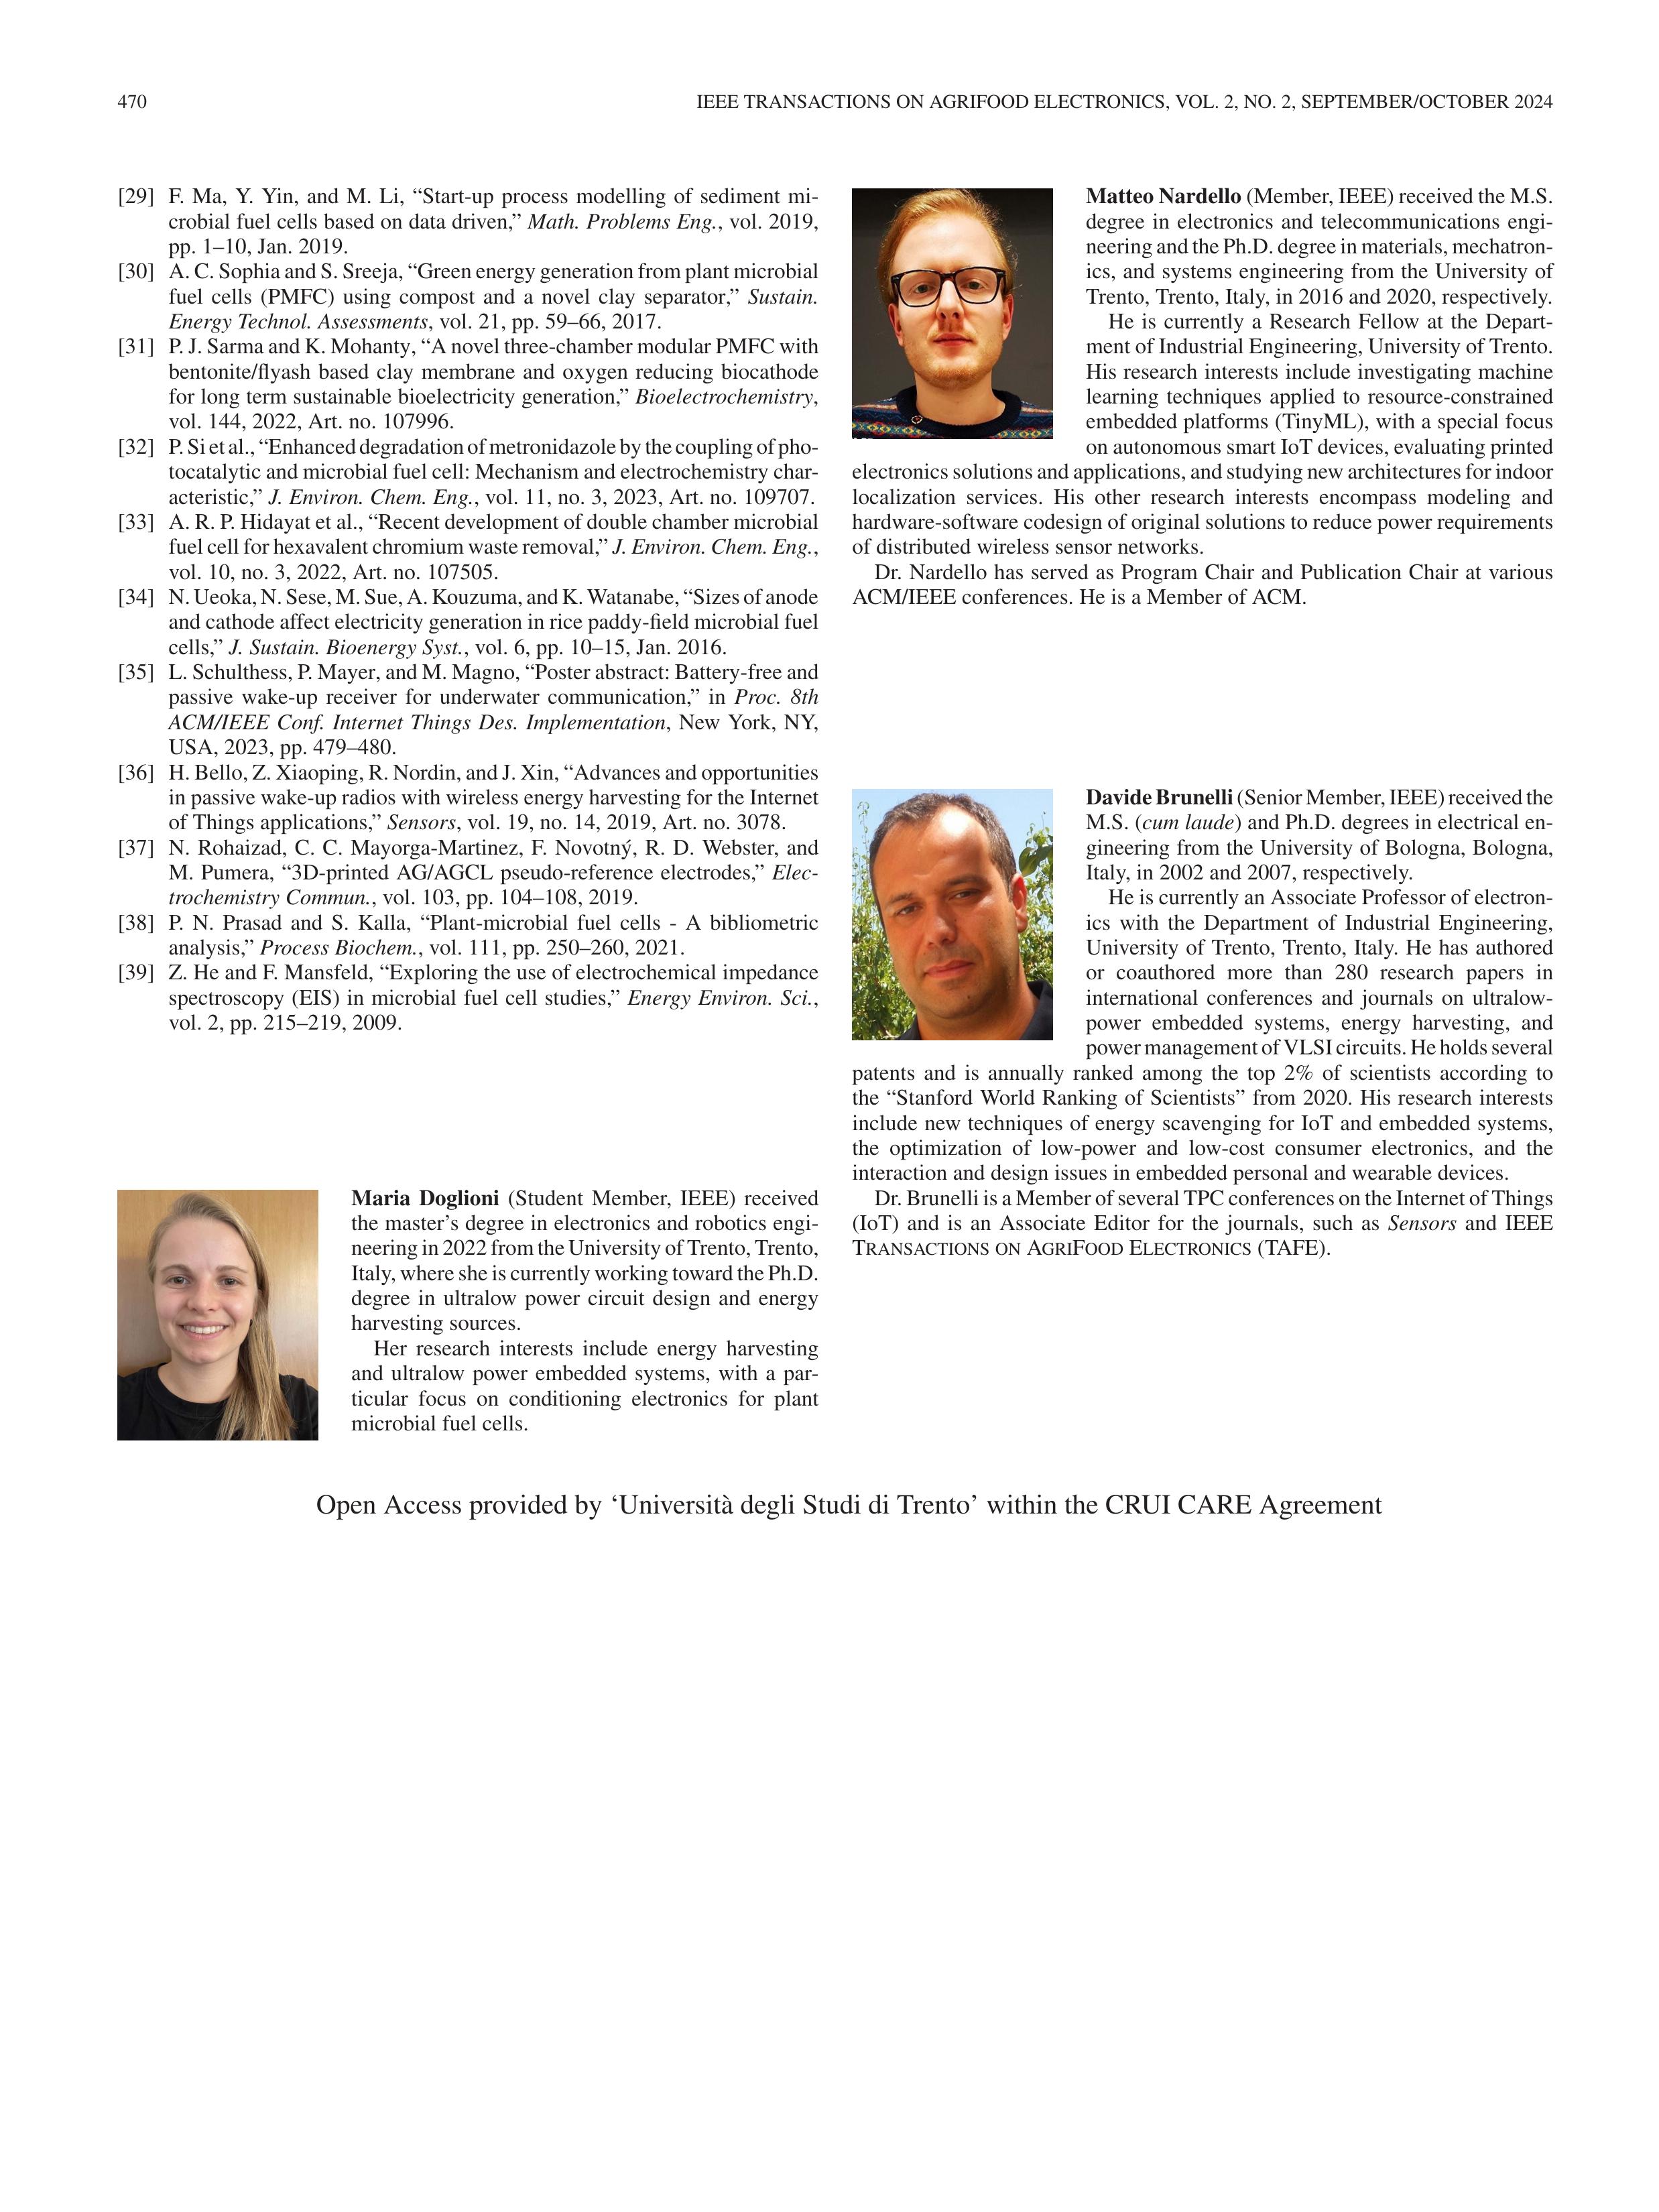 470
IEEE TRANSACTIONS ON AGRIFOOD ELECTRONICS, VOL. 2, NO. 2, SEPTEMBER/OCTOBER 2024
[29] F. Ma, Y. Yin, and M. Li, “Start-up process modelling of sediment mi-
crobial fuel cells based on data driven,” Math. Problems Eng., vol. 2019,
pp. 1–10, Jan. 2019.
[30] A. C. Sophia and S. Sreeja, “Green energy generation from plant microbial
fuel cells (PMFC) using compost and a novel clay separator,” Sustain.
Energy Technol. Assessments, vol. 21, pp. 59–66, 2017.
[31] P. J. Sarma and K. Mohanty, “A novel three-chamber modular PMFC with
bentonite/flyash based clay membrane and oxygen reducing biocathode
for long term sustainable bioelectricity generation,” Bioelectrochemistry,
vol. 144, 2022, Art. no. 107996.
[32] P. Si et al., “Enhanced degradation of metronidazole by the coupling of pho-
tocatalytic and microbial fuel cell: Mechanism and electrochemistry char-
acteristic,” J. Environ. Chem. Eng., vol. 11, no. 3, 2023, Art. no. 109707.
[33] A. R. P. Hidayat et al., “Recent development of double chamber microbial
fuel cell for hexavalent chromium waste removal,” J. Environ. Chem. Eng.,
vol. 10, no. 3, 2022, Art. no. 107505.
[34] N. Ueoka, N. Sese, M. Sue, A. Kouzuma, and K. Watanabe, “Sizes of anode
and cathode affect electricity generation in rice paddy-field microbial fuel
cells,” J. Sustain. Bioenergy Syst., vol. 6, pp. 10–15, Jan. 2016.
[35] L. Schulthess, P. Mayer, and M. Magno, “Poster abstract: Battery-free and
passive wake-up receiver for underwater communication,” in Proc. 8th
ACM/IEEE Conf. Internet Things Des. Implementation, New York, NY,
USA, 2023, pp. 479–480.
[36] H. Bello, Z. Xiaoping, R. Nordin, and J. Xin, “Advances and opportunities
in passive wake-up radios with wireless energy harvesting for the Internet
of Things applications,” Sensors, vol. 19, no. 14, 2019, Art. no. 3078.
[37] N. Rohaizad, C. C. Mayorga-Martinez, F. Novotný, R. D. Webster, and
M. Pumera, “3D-printed AG/AGCL pseudo-reference electrodes,” Elec-
trochemistry Commun., vol. 103, pp. 104–108, 2019.
[38] P. N. Prasad and S. Kalla, “Plant-microbial fuel cells - A bibliometric
analysis,” Process Biochem., vol. 111, pp. 250–260, 2021.
[39] Z. He and F. Mansfeld, “Exploring the use of electrochemical impedance
spectroscopy (EIS) in microbial fuel cell studies,” Energy Environ. Sci.,
vol. 2, pp. 215–219, 2009.
Maria Doglioni (Student Member, IEEE) received
the master’s degree in electronics and robotics engi-
neering in 2022 from the University of Trento, Trento,
Italy, where she is currently working toward the Ph.D.
degree in ultralow power circuit design and energy
harvesting sources.
Her research interests include energy harvesting
and ultralow power embedded systems, with a par-
ticular focus on conditioning electronics for plant
microbial fuel cells.
Matteo Nardello (Member, IEEE) received the M.S.
degree in electronics and telecommunications engi-
neering and the Ph.D. degree in materials, mechatron-
ics, and systems engineering from the University of
Trento, Trento, Italy, in 2016 and 2020, respectively.
He is currently a Research Fellow at the Depart-
ment of Industrial Engineering, University of Trento.
His research interests include investigating machine
learning techniques applied to resource-constrained
embedded platforms (TinyML), with a special focus
on autonomous smart IoT devices, evaluating printed
electronics solutions and applications, and studying new architectures for indoor
localization services. His other research interests encompass modeling and
hardware-software codesign of original solutions to reduce power requirements
of distributed wireless sensor networks.
Dr. Nardello has served as Program Chair and Publication Chair at various
ACM/IEEE conferences. He is a Member of ACM.
Davide Brunelli (Senior Member, IEEE) received the
M.S. (cum laude) and Ph.D. degrees in electrical en-
gineering from the University of Bologna, Bologna,
Italy, in 2002 and 2007, respectively.
He is currently an Associate Professor of electron-
ics with the Department of Industrial Engineering,
University of Trento, Trento, Italy. He has authored
or coauthored more than 280 research papers in
international conferences and journals on ultralow-
power embedded systems, energy harvesting, and
power management of VLSI circuits. He holds several
patents and is annually ranked among the top 2% of scientists according to
the “Stanford World Ranking of Scientists” from 2020. His research interests
include new techniques of energy scavenging for IoT and embedded systems,
the optimization of low-power and low-cost consumer electronics, and the
interaction and design issues in embedded personal and wearable devices.
Dr. Brunelli is a Member of several TPC conferences on the Internet of Things
(IoT) and is an Associate Editor for the journals, such as Sensors and IEEE
TRANSACTIONS ON AGRIFOOD ELECTRONICS (TAFE).
Open Access provided by ‘Università degli Studi di Trento’ within the CRUI CARE Agreement